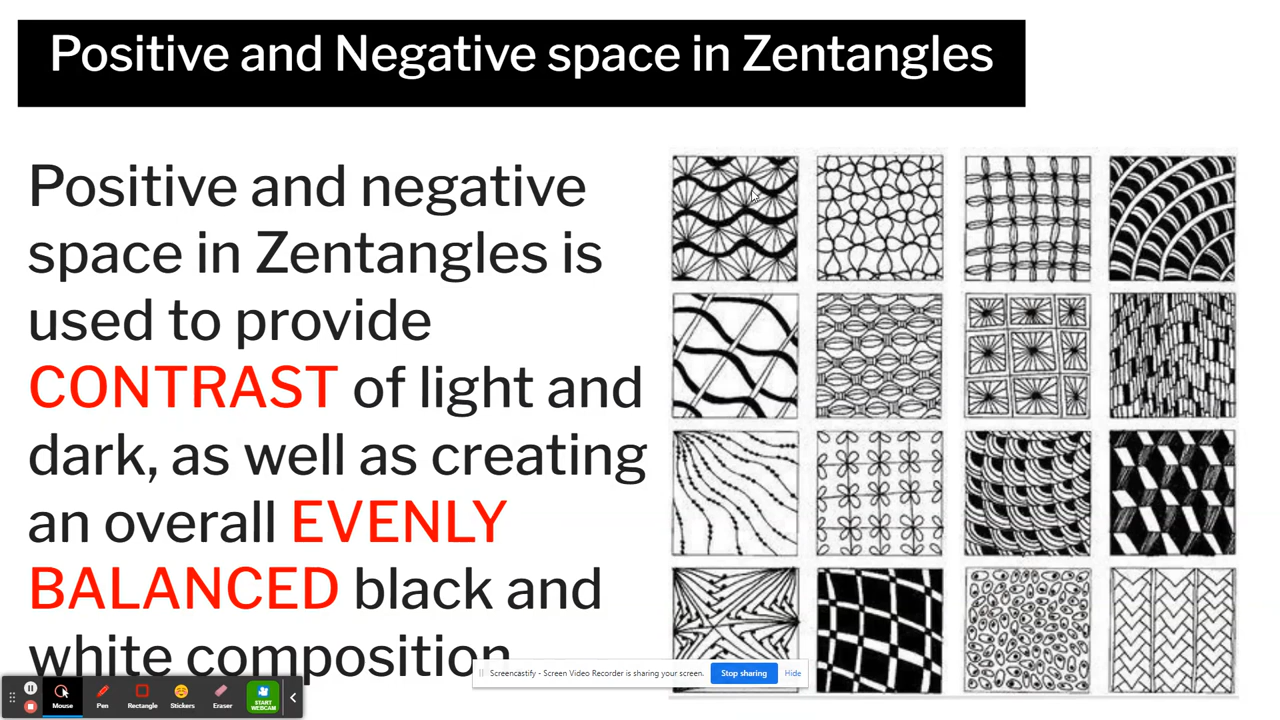 Positive and Negative space in Zentangles
Positive and negative
space in Zentangles is
used to provide
CONTRAST of light and
dark, as well as creating
an overall EVENLY
BALANCED black and
white composition
Screencastify - Screen Video Recorder is sharing your screen.
Stop sharing
Hide
Mouse
Pen
Rectangle
Stickers
Eraser
START
WEBCAM